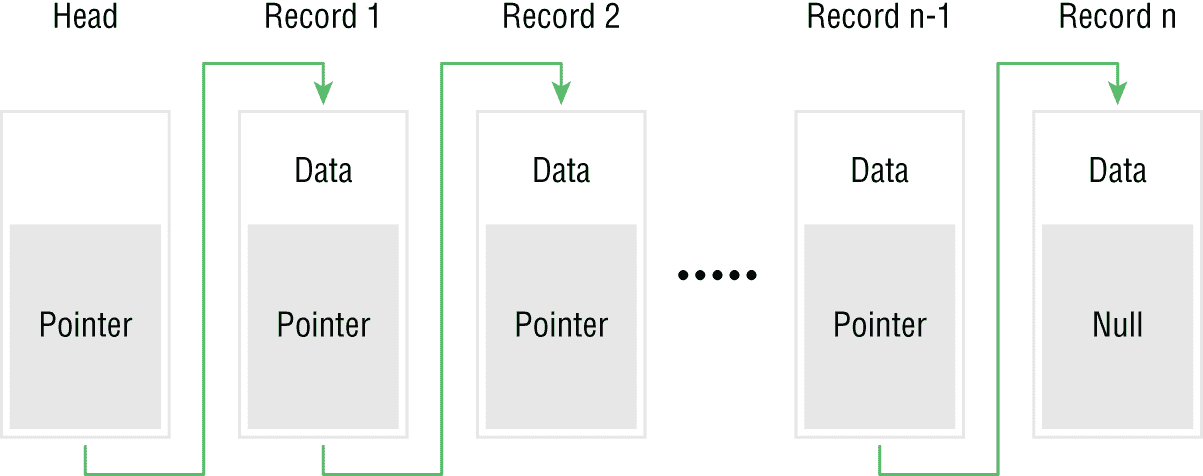 Head Record 1 Record 2 Record n-1 Record n
Data Data Data Data
Pointer Pointer Pointer ..... Pointer Null